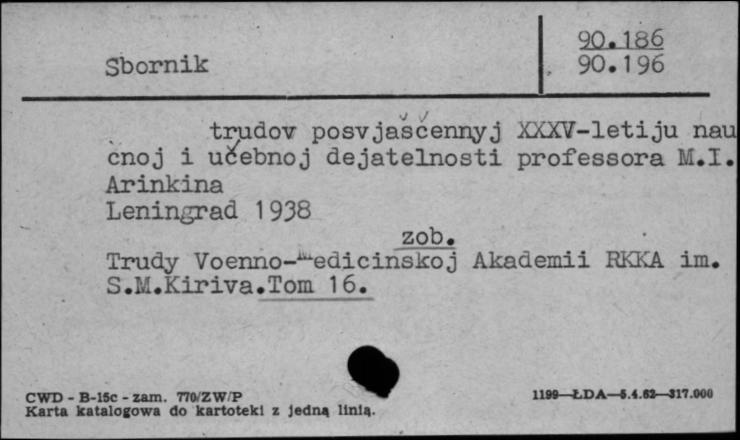 90.186
Sbornik 90.196
trudov posvjaščennyj XXXV-letiju nau
cnoj i učebnoj dejatelnosti professora M.I.
Arinkina
Leningrad 1938
zob.
Trudy Voenno-medicinskoj Akademii RKKA im.
S.M.Kiriva.Tom 16.
CWD - B-15c - zam. 770/ZW/P
Karta katalogowa do kartoteki z jedną linią.
1199—ŁDA—5.4.62—317.000